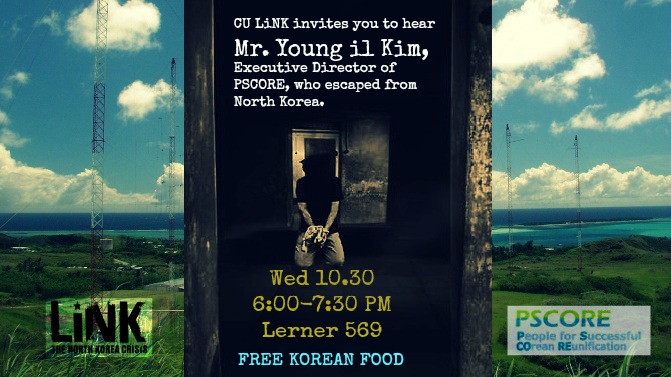 CU LiNK invites you to hear
Mr. Young il Kim,
Executive Director of
PSCORE, who escaped from
North Korea.
Wed 10.30
6:00-7:30 PM
Lerner 569
FREE KOREAN FOOD
LiNK
THE NORTH KOREA CRISIS
PSCORE
People for Successful
COrean REunification